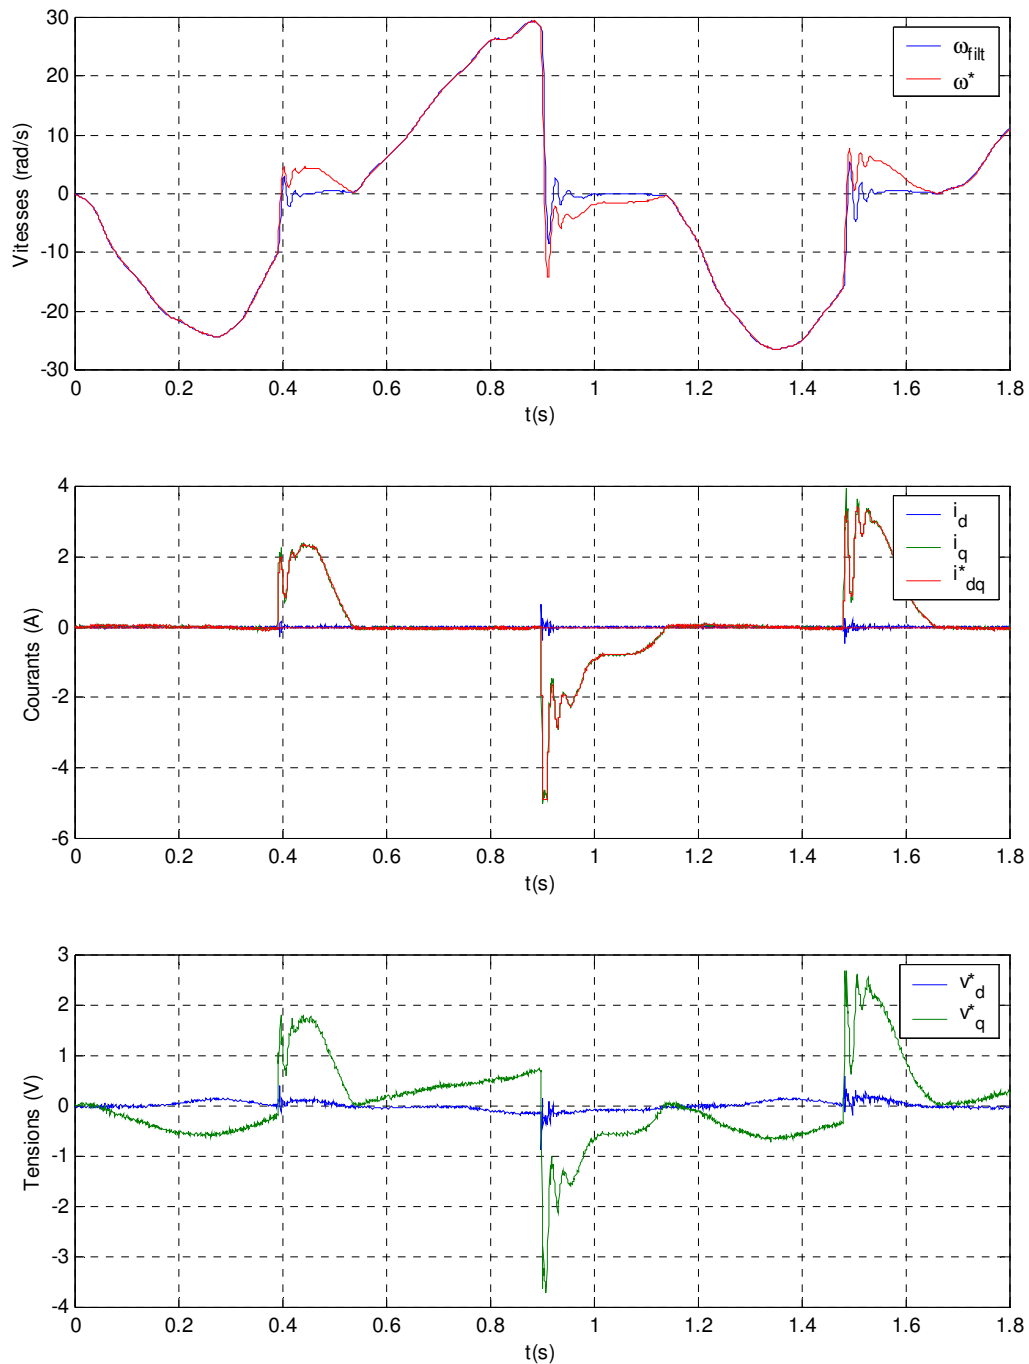 30
20
10
0
-10
-20
-30
Vitesses (rad/s)
ω_filt
ω*
0 0.2 0.4 0.6 0.8 1 1.2 1.4 1.6 1.8
t(s)
4
2
0
-2
-4
-6
Courants (A)
i_d
i_q
i*_dq
0 0.2 0.4 0.6 0.8 1 1.2 1.4 1.6 1.8
t(s)
3
2
1
0
-1
-2
-3
-4
Tensions (V)
v*_d
v*_q
0 0.2 0.4 0.6 0.8 1 1.2 1.4 1.6 1.8
t(s)